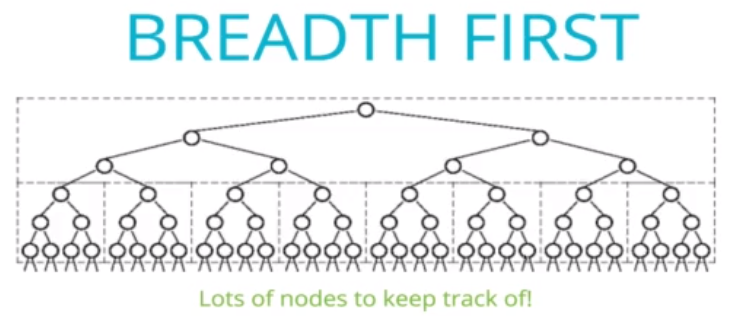 BREADTH FIRST
Lots of nodes to keep track of!